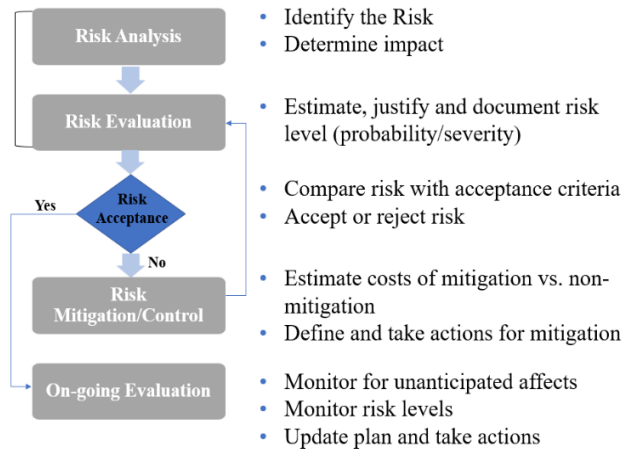 Risk Analysis
• Identify the Risk
• Determine impact
Risk Evaluation
• Estimate, justify and document risk
level (probability/severity)
Yes
Risk
Acceptance
• Compare risk with acceptance criteria
• Accept or reject risk
No
Risk
Mitigation/Control
• Estimate costs of mitigation vs. non-
mitigation
• Define and take actions for mitigation
On-going Evaluation
• Monitor for unanticipated affects
• Monitor risk levels
• Update plan and take actions